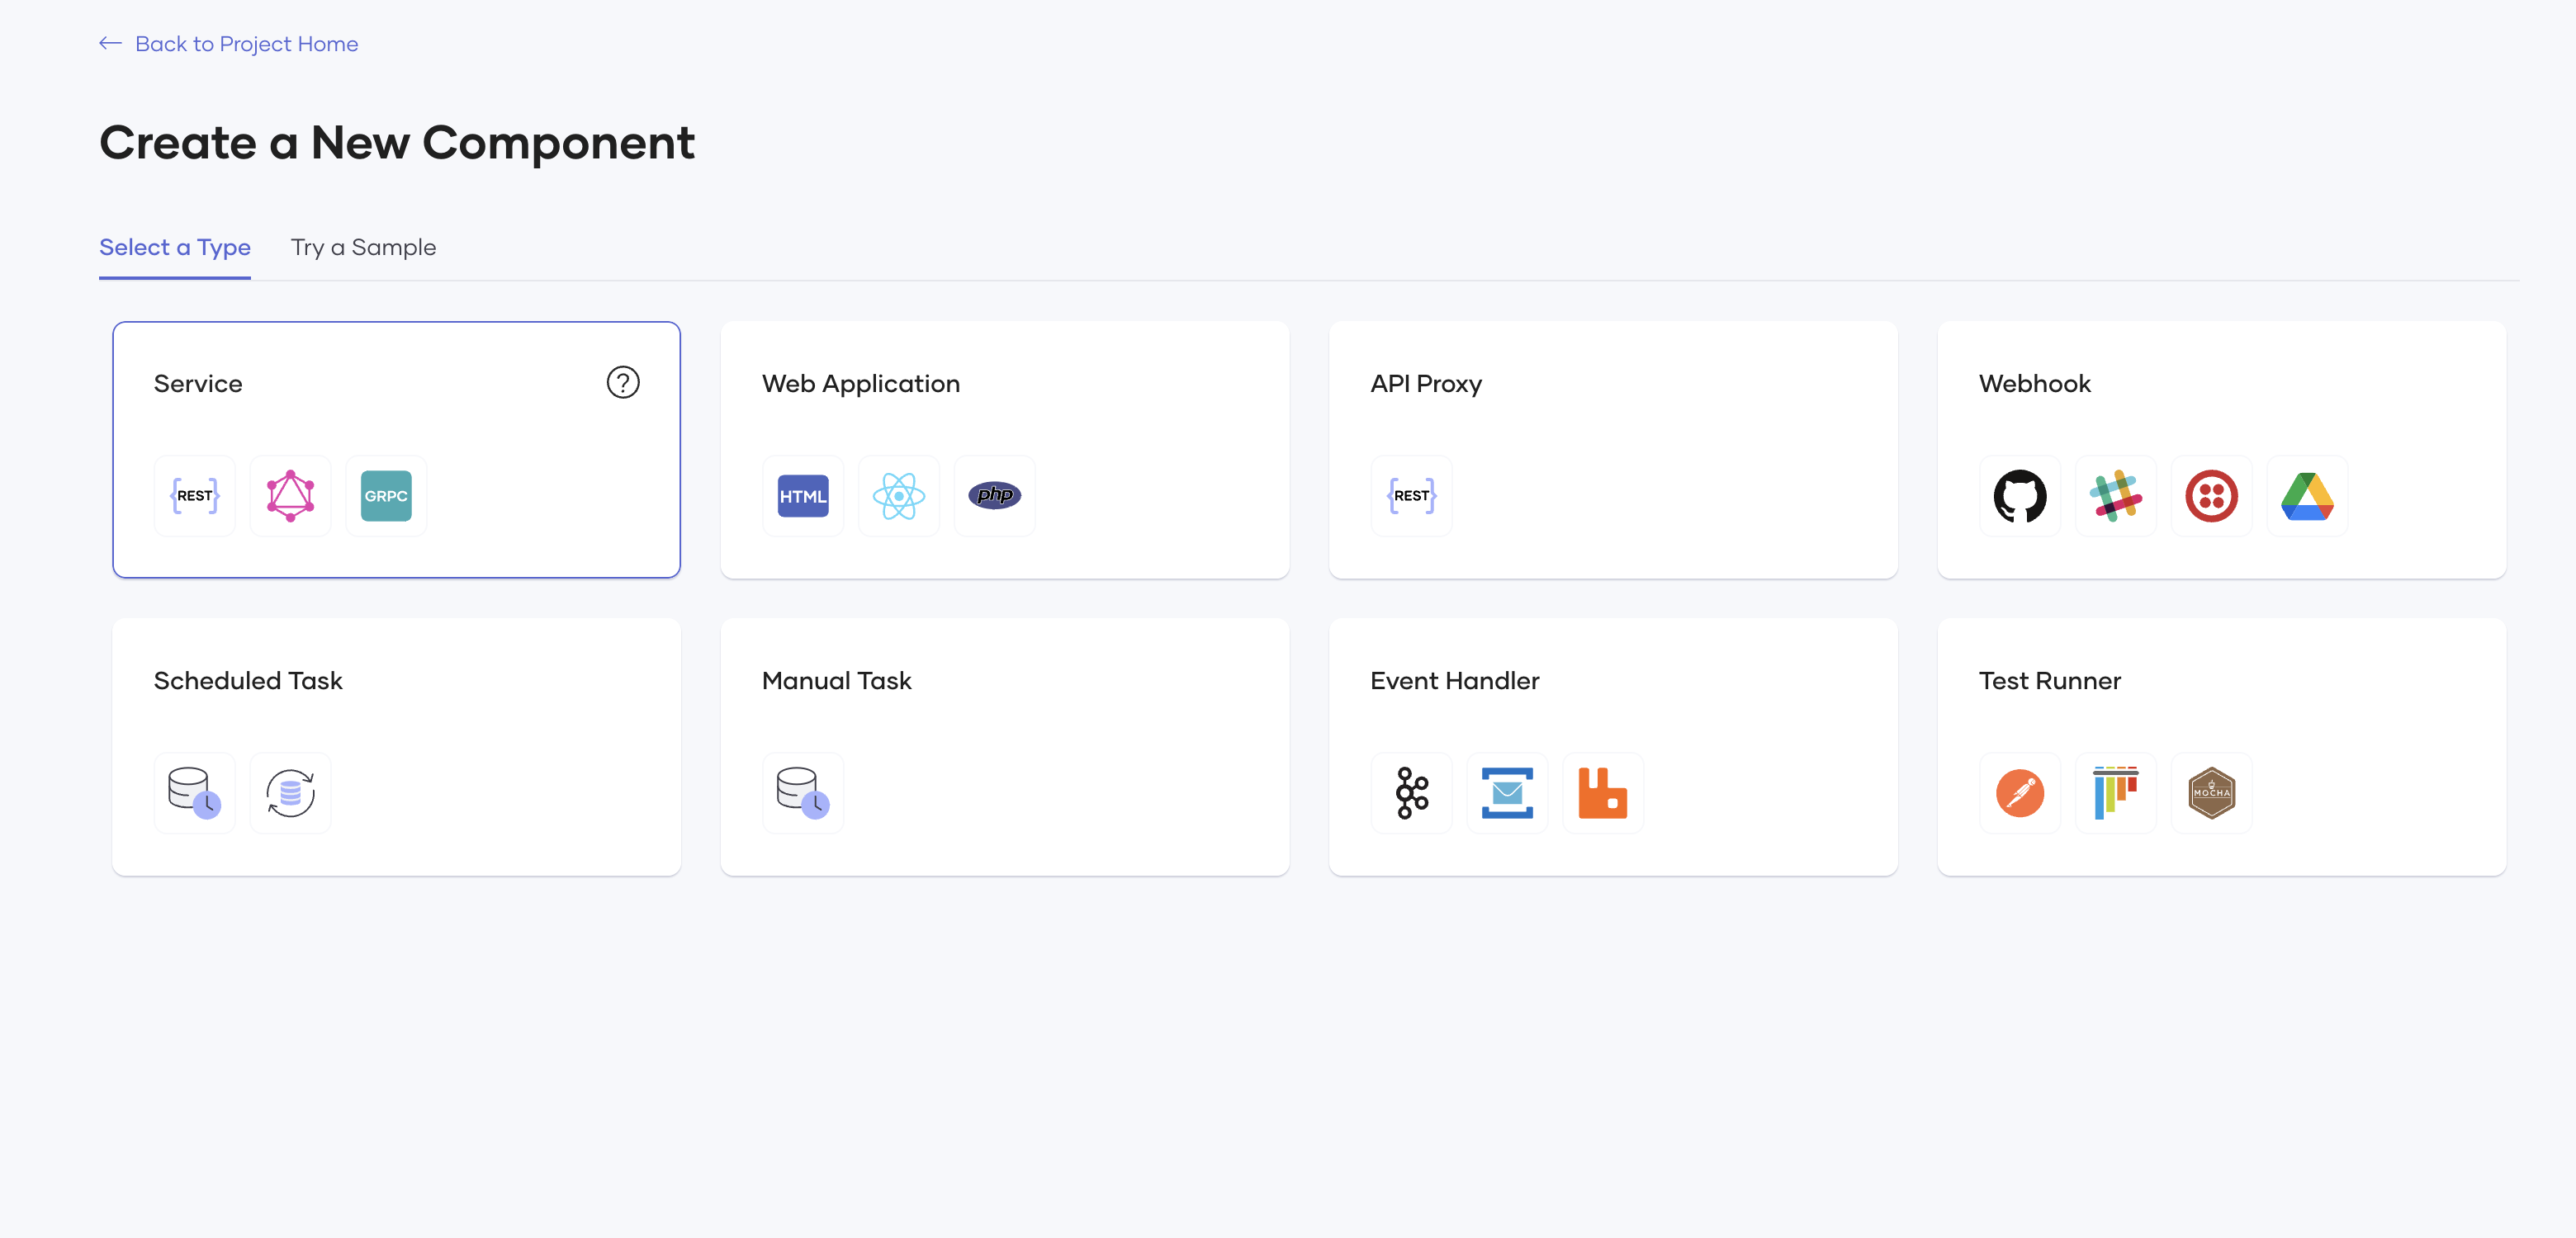 Back to Project Home
Create a New Component
Select a Type
Try a Sample
Service
?
{REST}
GRPC
Web Application
HTML
php
API Proxy
{REST}
Webhook
Scheduled Task
Manual Task
Event Handler
Test Runner
MOCHA